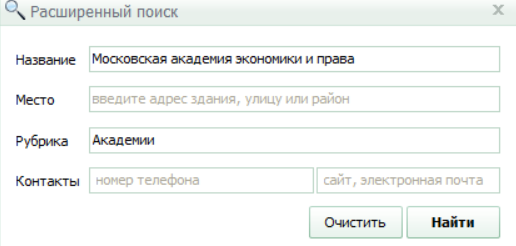 Расширенный поиск
Название Московская академия экономики и права
Место введите адрес здания, улицу или район
Рубрика Академии
Контакты номер телефона сайт, электронная почта
Очистить Найти